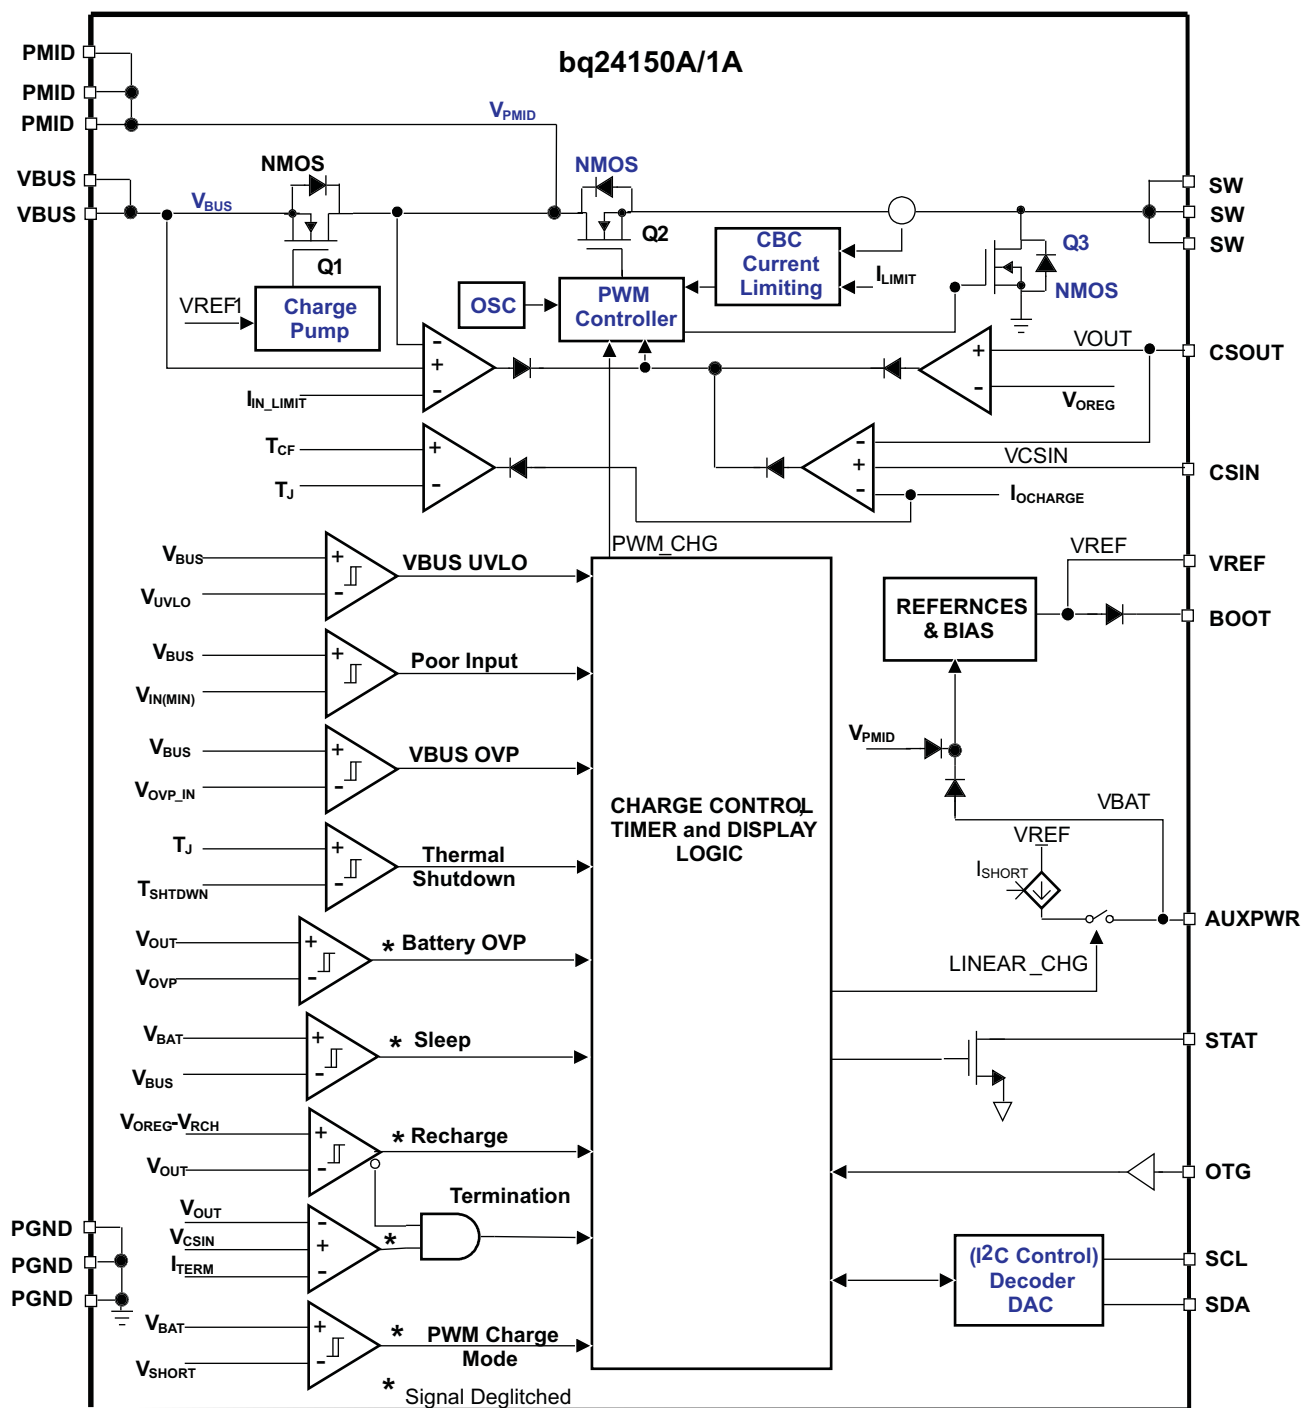 bq24150A/1A
PMID
PMID
PMID
VPMID
VBUS
VBUS
VBUS
NMOS
Q1
NMOS
Q2
SW
SW
SW
Q3
NMOS
CBC
Current
Limiting
ILIMIT
VREF1
Charge
Pump
OSC
PWM
Controller
-
+
-
IIN_LIMIT
+
-
VOUT
VOREG
CSOUT
TCF
TJ
+
-
-
+
-
VCSIN
CSIN
IOCHARGE
PWM_CHG
VBUS
VUVLO
+
-
VBUS UVLO
VREF
VREF
REFERNCES
& BIAS
BOOT
VBUS
VIN(MIN)
+
-
Poor Input
VPMID
VBUS
VOVP_IN
+
-
VBUS OVP
VBAT
CHARGE CONTROL,
TIMER and DISPLAY
LOGIC
TJ
TSHTDWN
+
-
Thermal
Shutdown
VREF
ISHORT
AUXPWR
VOUT
VOVP
+
-
* Battery OVP
LINEAR_CHG
VBAT
VBUS
+
-
* Sleep
STAT
VOREG-VRCH
VOUT
+
-
* Recharge
OTG
Termination
VOUT
VCSIN
ITERM
-
+
-
*
PGND
PGND
PGND
(I2C Control)
Decoder
DAC
SCL
SDA
VBAT
VSHORT
+
-
* PWM Charge
Mode
* Signal Deglitched